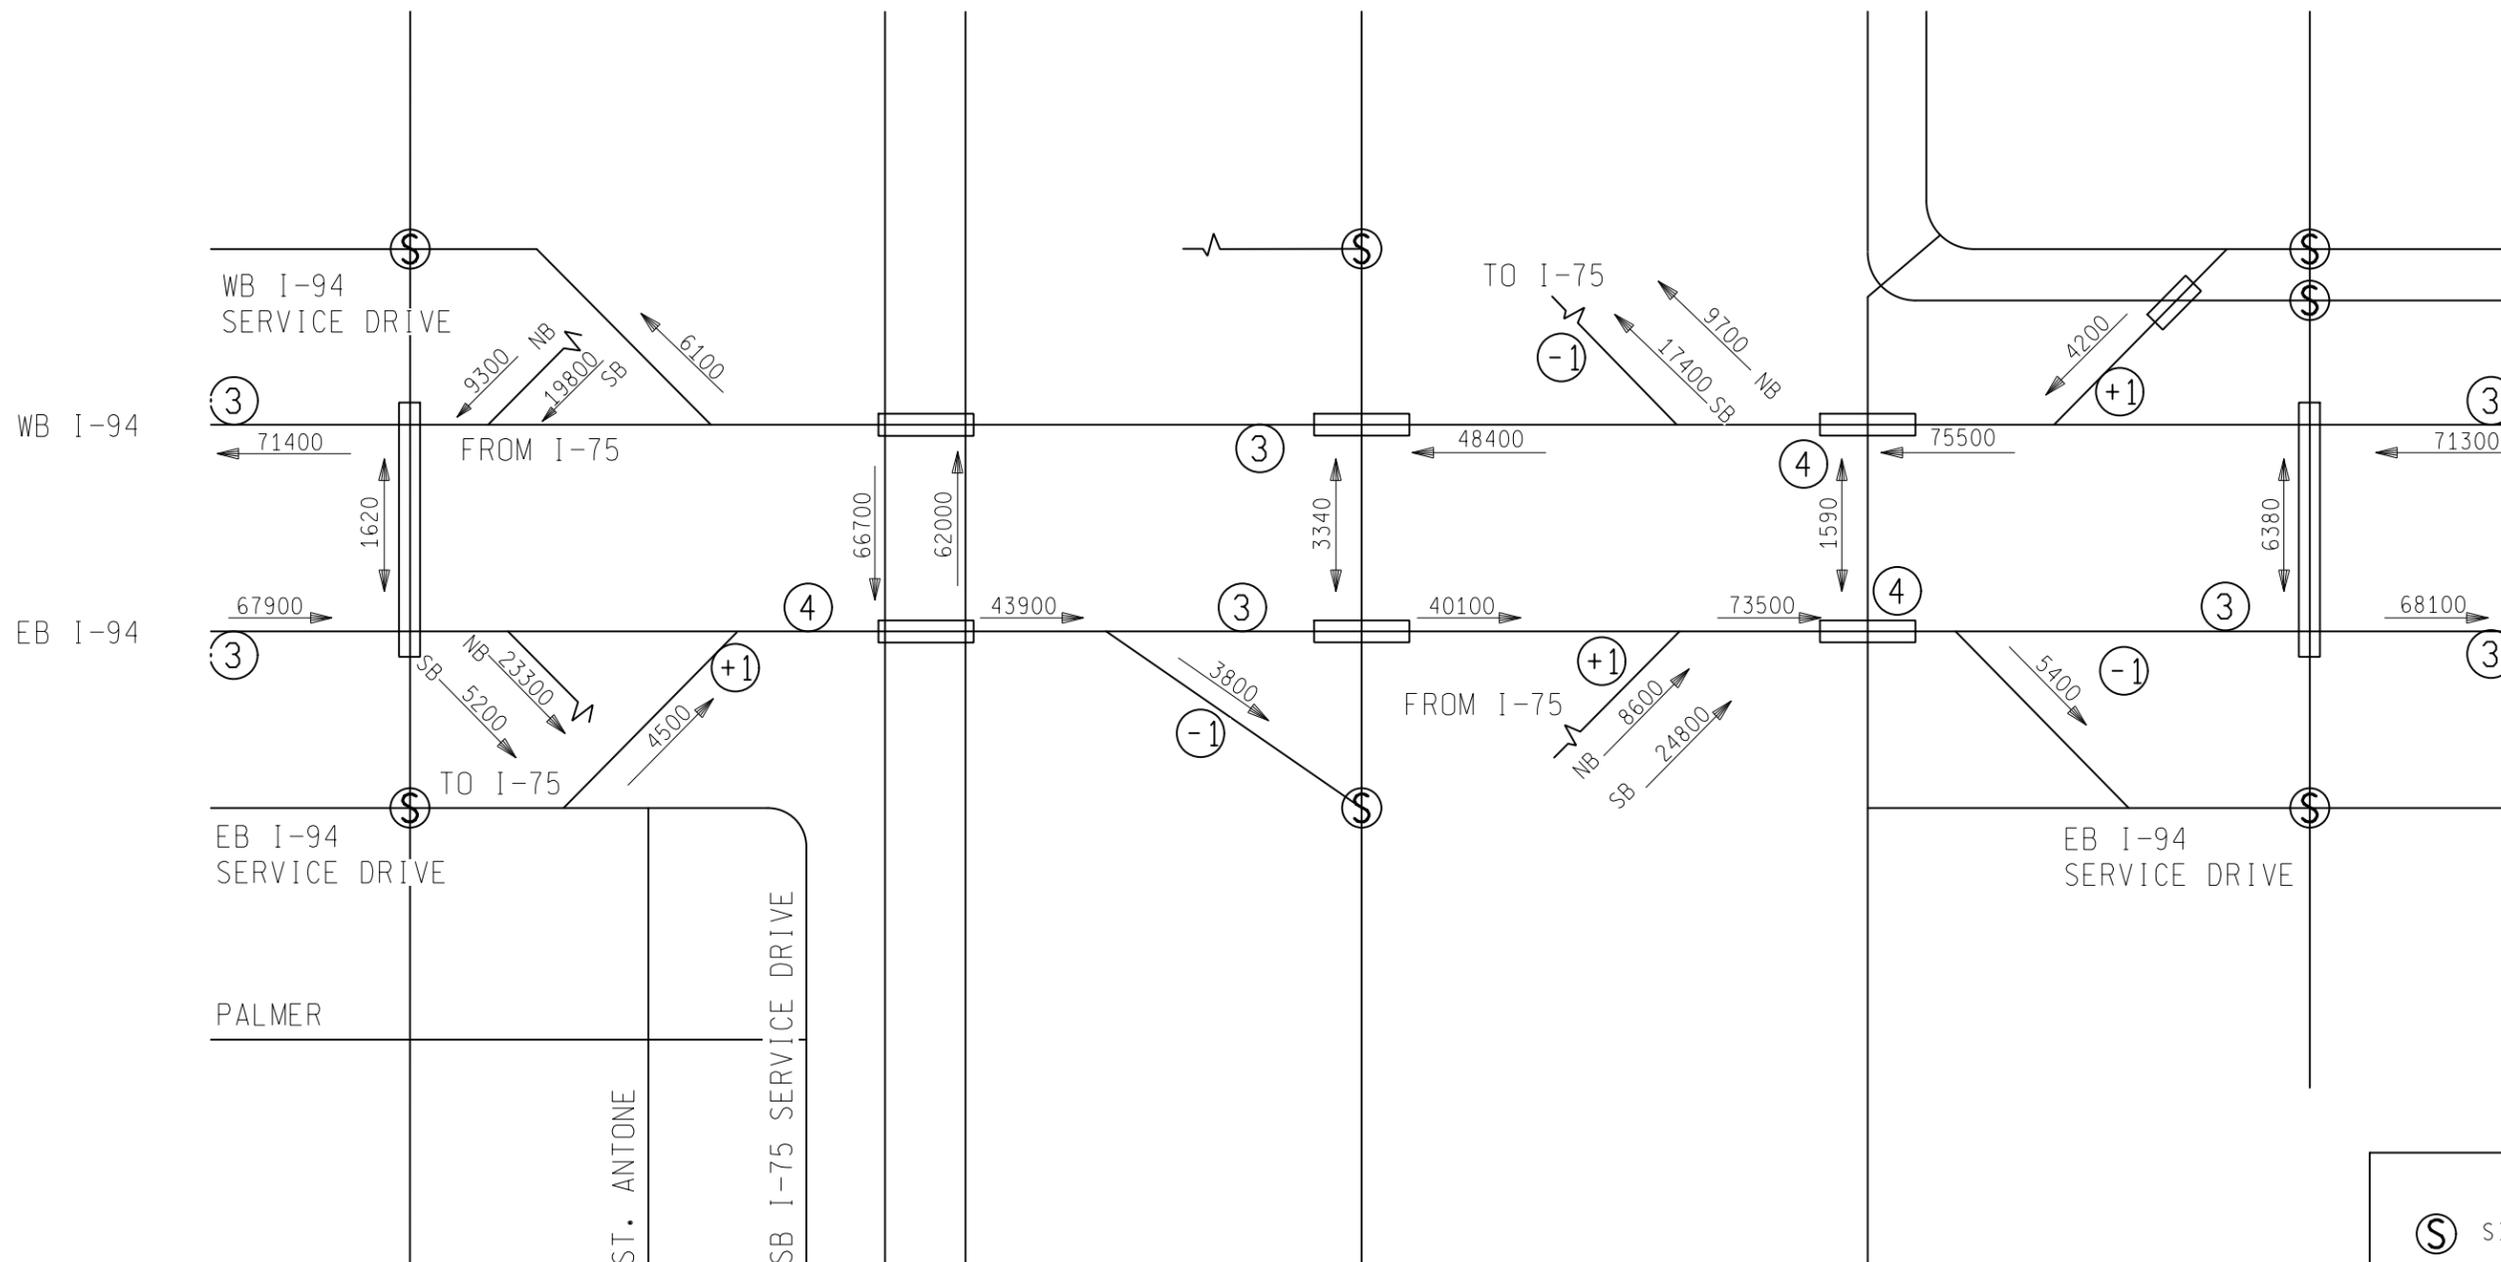 WB I-94
SERVICE DRIVE
TO I-75
9700
NB
17400 SB
6100
4200
NB
9300
19800
SB
-1
+1
3
3
WB I-94
71400
FROM I-75
3
48400
4
75500
71300
1620
66700
62000
3340
1590
6380
67900
4
43900
3
40100
73500
4
3
68100
EB I-94
3
NB 23300
SB 5200
+1
4500
3800
-1
+1
FROM I-75
NB 8600
SB 24800
5400
-1
3
TO I-75
EB I-94
SERVICE DRIVE
EB I-94
SERVICE DRIVE
S
S
S
S
S
S
S
PALMER
ST. ANTONE
SB I-75 SERVICE DRIVE
S